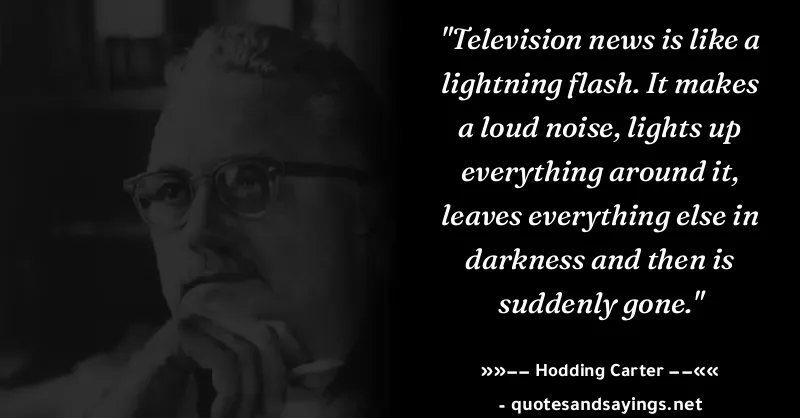 "Television news is like a
lightning flash. It makes
a loud noise, lights up
everything around it,
leaves everything else in
darkness and then is
suddenly gone."
»»−− Hodding Carter −−««
- quotesandsayings.net